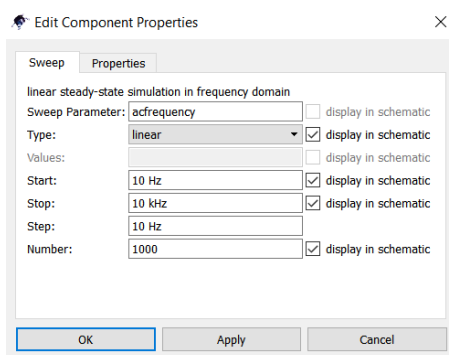 Edit Component Properties
Sweep Properties
linear steady-state simulation in frequency domain
Sweep Parameter: acfrequency display in schematic
Type: linear display in schematic
Values: display in schematic
Start: 10 Hz display in schematic
Stop: 10 kHz display in schematic
Step: 10 Hz
Number: 1000 display in schematic
OK Apply Cancel